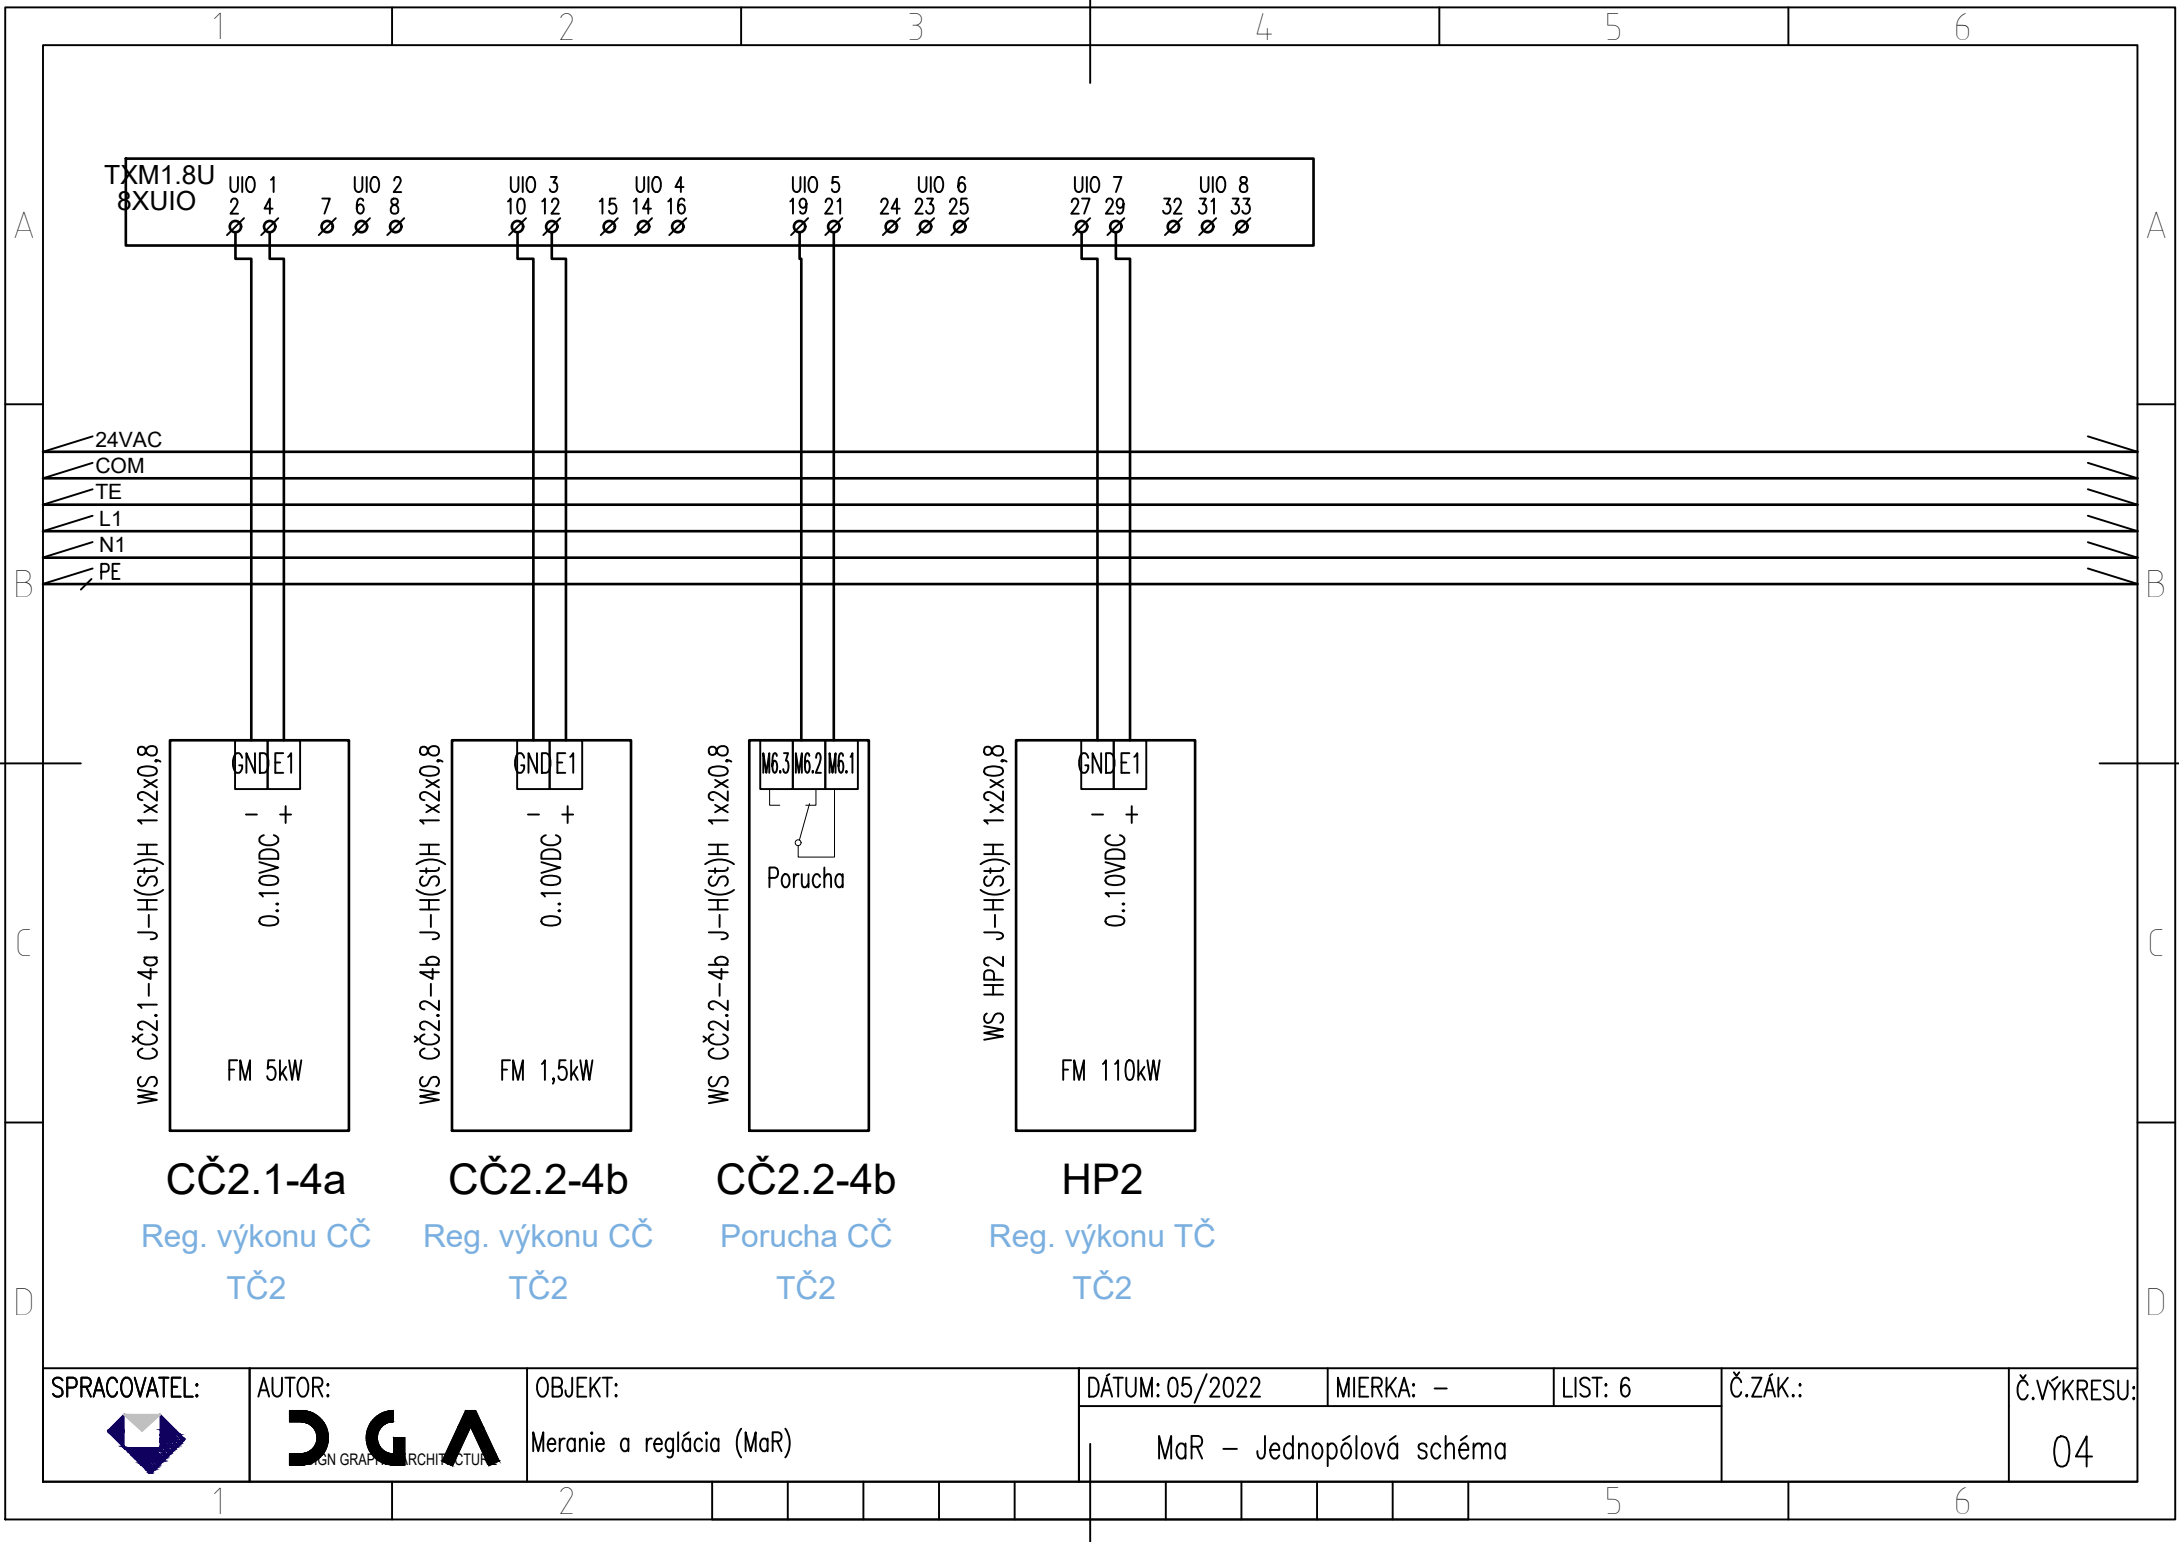 1 2 3 4 5 6
TXM1.8U
8XUIO
UIO 1 UIO 2 UIO 3 UIO 4 UIO 5 UIO 6 UIO 7 UIO 8
2 4 7 6 8 10 12 15 14 16 19 21 24 23 25 27 29 32 31 33
A A
24VAC
COM
TE
L1
N1
PE
B B
WS CČ2.1-4a J-H(St)H 1x2x0,8
GND E1
- +
0..10VDC
FM 5kW
WS CČ2.2-4b J-H(St)H 1x2x0,8
GND E1
- +
0..10VDC
FM 1,5kW
WS CČ2.2-4b J-H(St)H 1x2x0,8
M6.3 M6.2 M6.1
Porucha
WS HP2 J-H(St)H 1x2x0,8
GND E1
- +
0..10VDC
FM 110kW
C C
CČ2.1-4a CČ2.2-4b CČ2.2-4b HP2
Reg. výkonu CČ Reg. výkonu CČ Porucha CČ Reg. výkonu TČ
TČ2 TČ2 TČ2 TČ2
D D
SPRACOVATEL:
AUTOR:
DGA
OBJEKT:
Meranie a reglácia (MaR)
DÁTUM: 05/2022
MIERKA: -
LIST: 6
MaR - Jednopólová schéma
Č.ZÁK.:
Č.VÝKRESU:
04
1 2 5 6